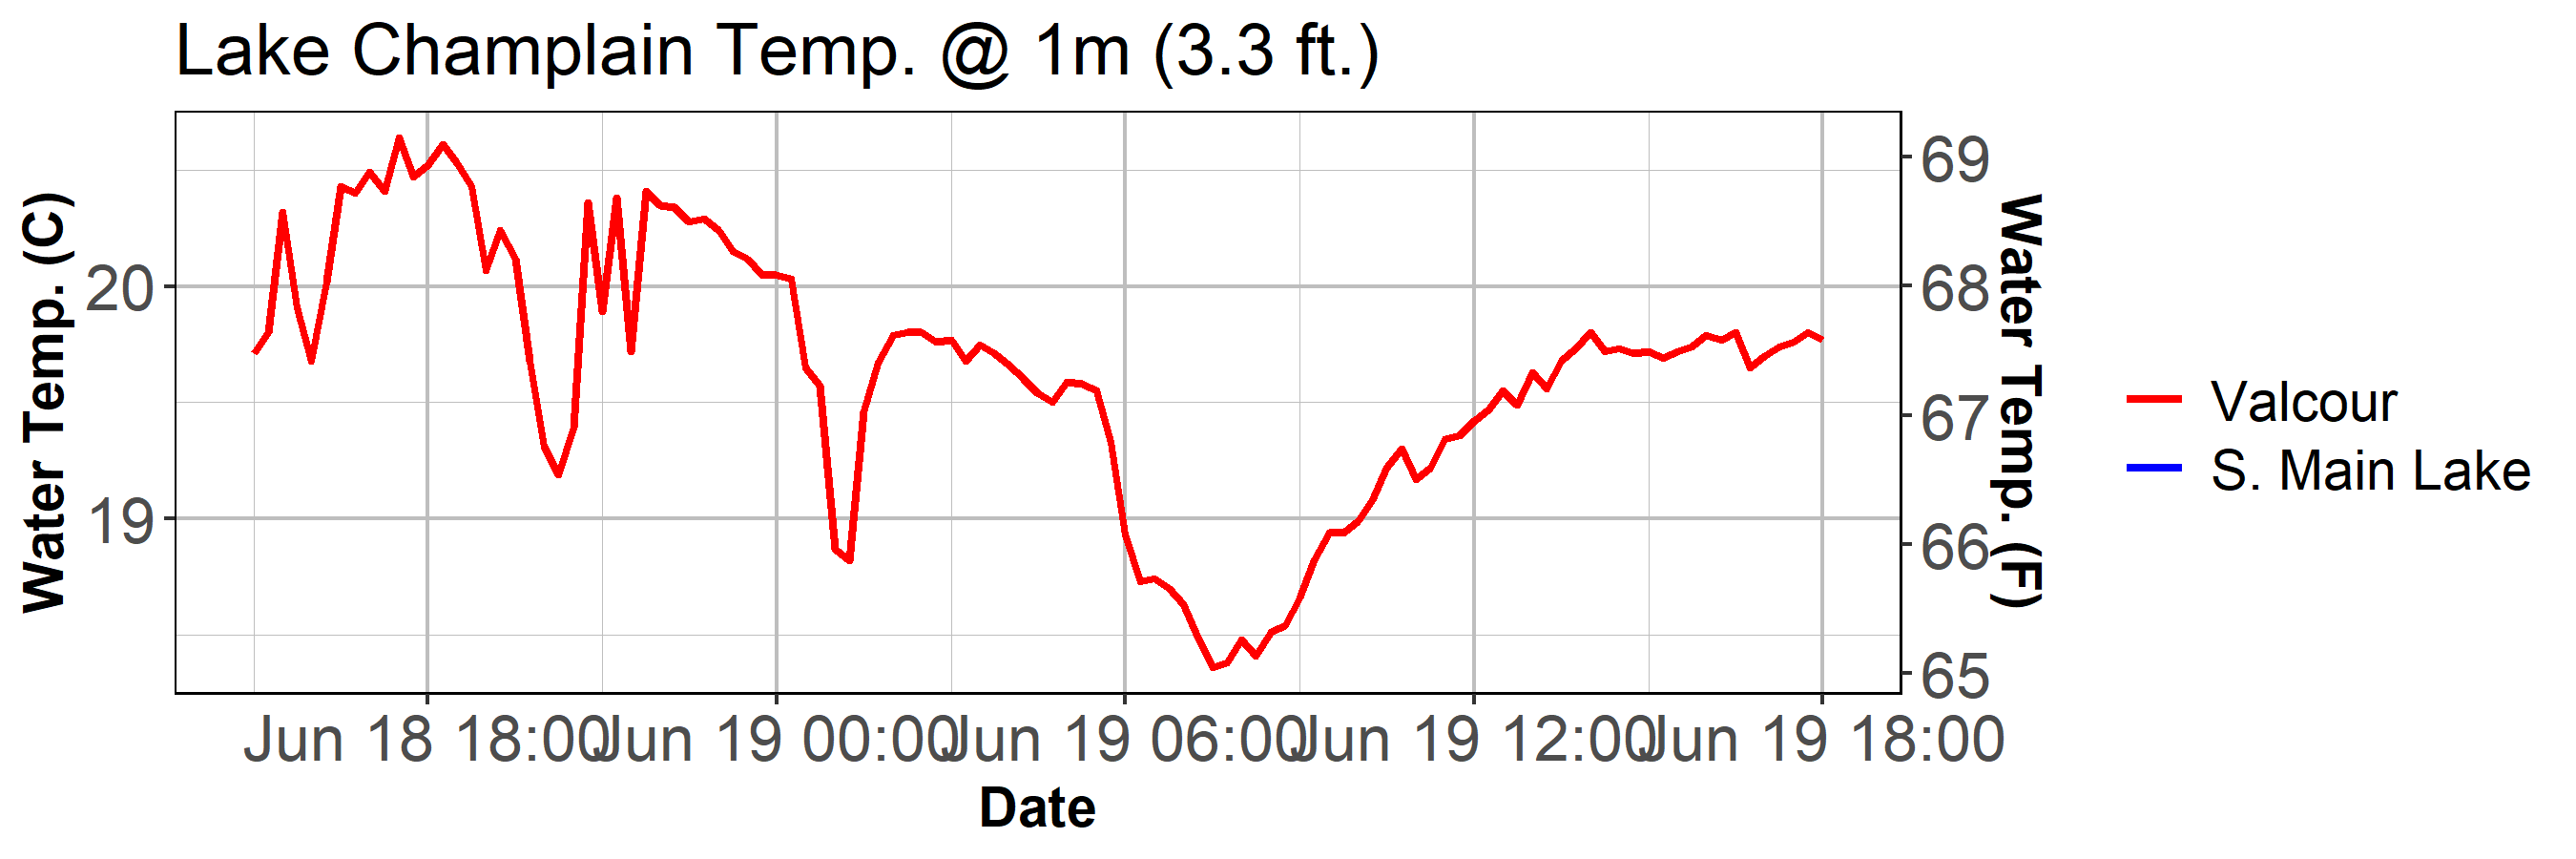 Lake Champlain Temp. @ 1m (3.3 ft.)
Water Temp. (C)
20
19
69
68
67
66
65
Water Temp. (F)
Jun 18 18:00
Jun 19 00:00
Jun 19 06:00
Jun 19 12:00
Jun 19 18:00
Date
Valcour
S. Main Lake